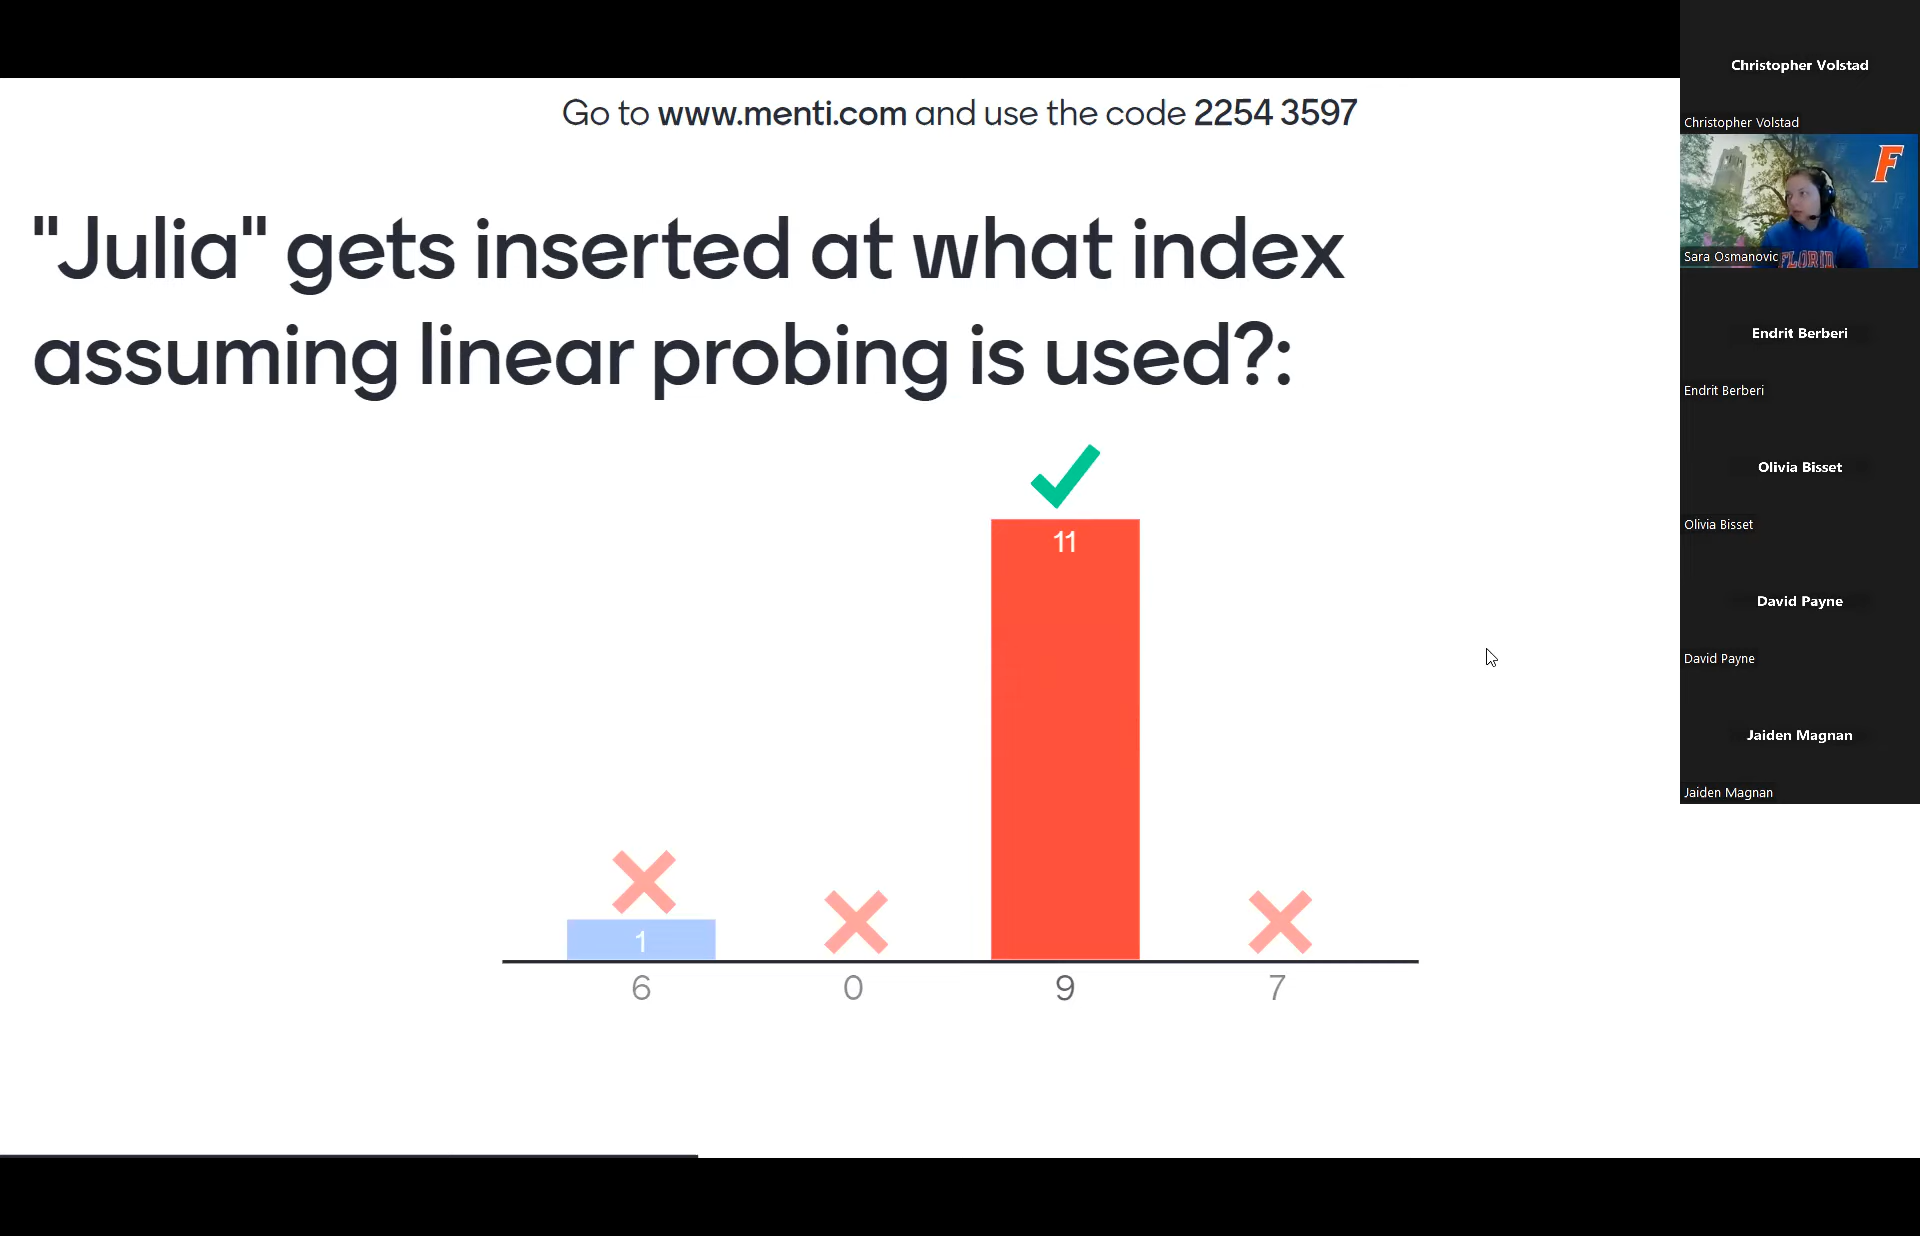 Go to www.menti.com and use the code 2254 3597
"Julia" gets inserted at what index
assuming linear probing is used?:
11
1
6 0 9 7
Christopher Volstad
Christopher Volstad
F
Sara Osmanovic
FLORID
Endrit Berberi
Endrit Berberi
Olivia Bisset
Olivia Bisset
David Payne
David Payne
Jaiden Magnan
Jaiden Magnan